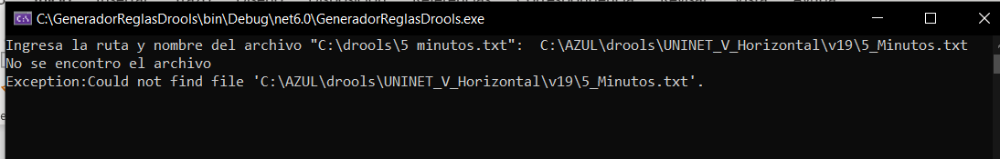 C:\GeneradorReglasDrools\bin\Debug\net6.0\GeneradorReglasDrools.exe
Ingresa la ruta y nombre del archivo "C:\drools\5 minutos.txt":  C:\AZUL\drools\UNINET_V_Horizontal\v19\5_Minutos.txt
No se encontro el archivo
Exception:Could not find file 'C:\AZUL\drools\UNINET_V_Horizontal\v19\5_Minutos.txt'.